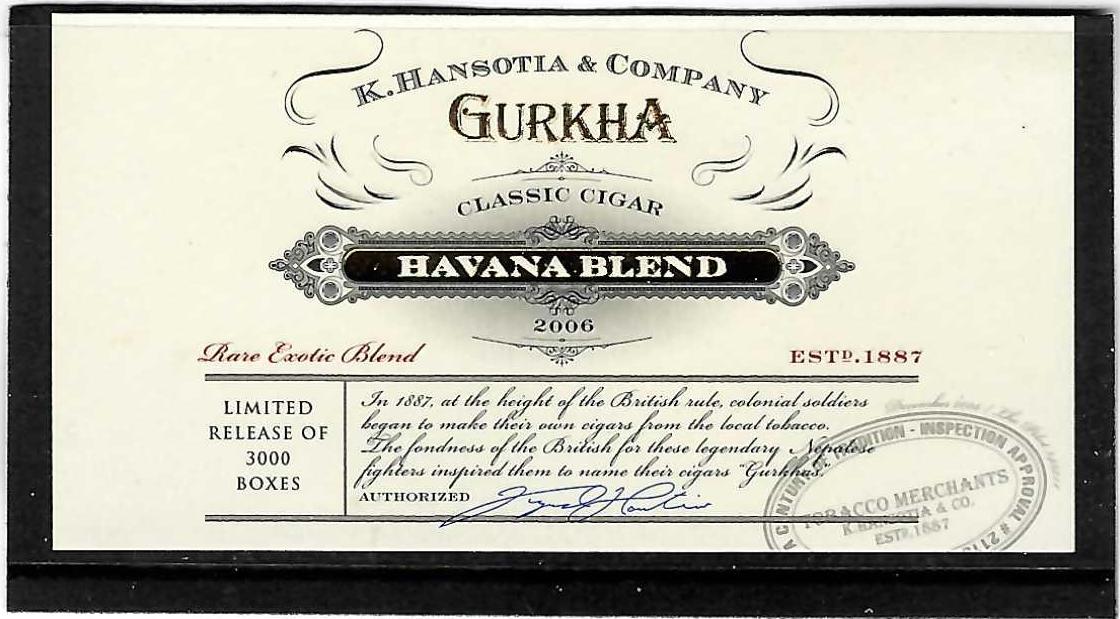 K. HANSOTIA & COMPANY
GURKHA
CLASSIC CIGAR
HAVANA BLEND
2006
Rare Exotic Blend
ESTD. 1887
LIMITED
RELEASE OF
3000
BOXES
In 1887, at the height of the British rule, colonial soldiers
began to make their own cigars from the local tobacco.
The fondness of the British for these legendary Nepalese
fighters inspired them to name their cigars "Gurkhas."
AUTHORIZED
A CENTURY OF TRADITION - INSPECTION APPROVAL #
TOBACCO MERCHANTS
K. HANSOTIA & CO.
ESTD. 1887